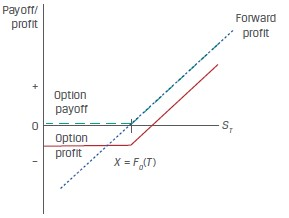 Payoff/
profit
Forward
profit
+
Option
payoff
0
Option
profit
−
S_T
X = F_0(T)